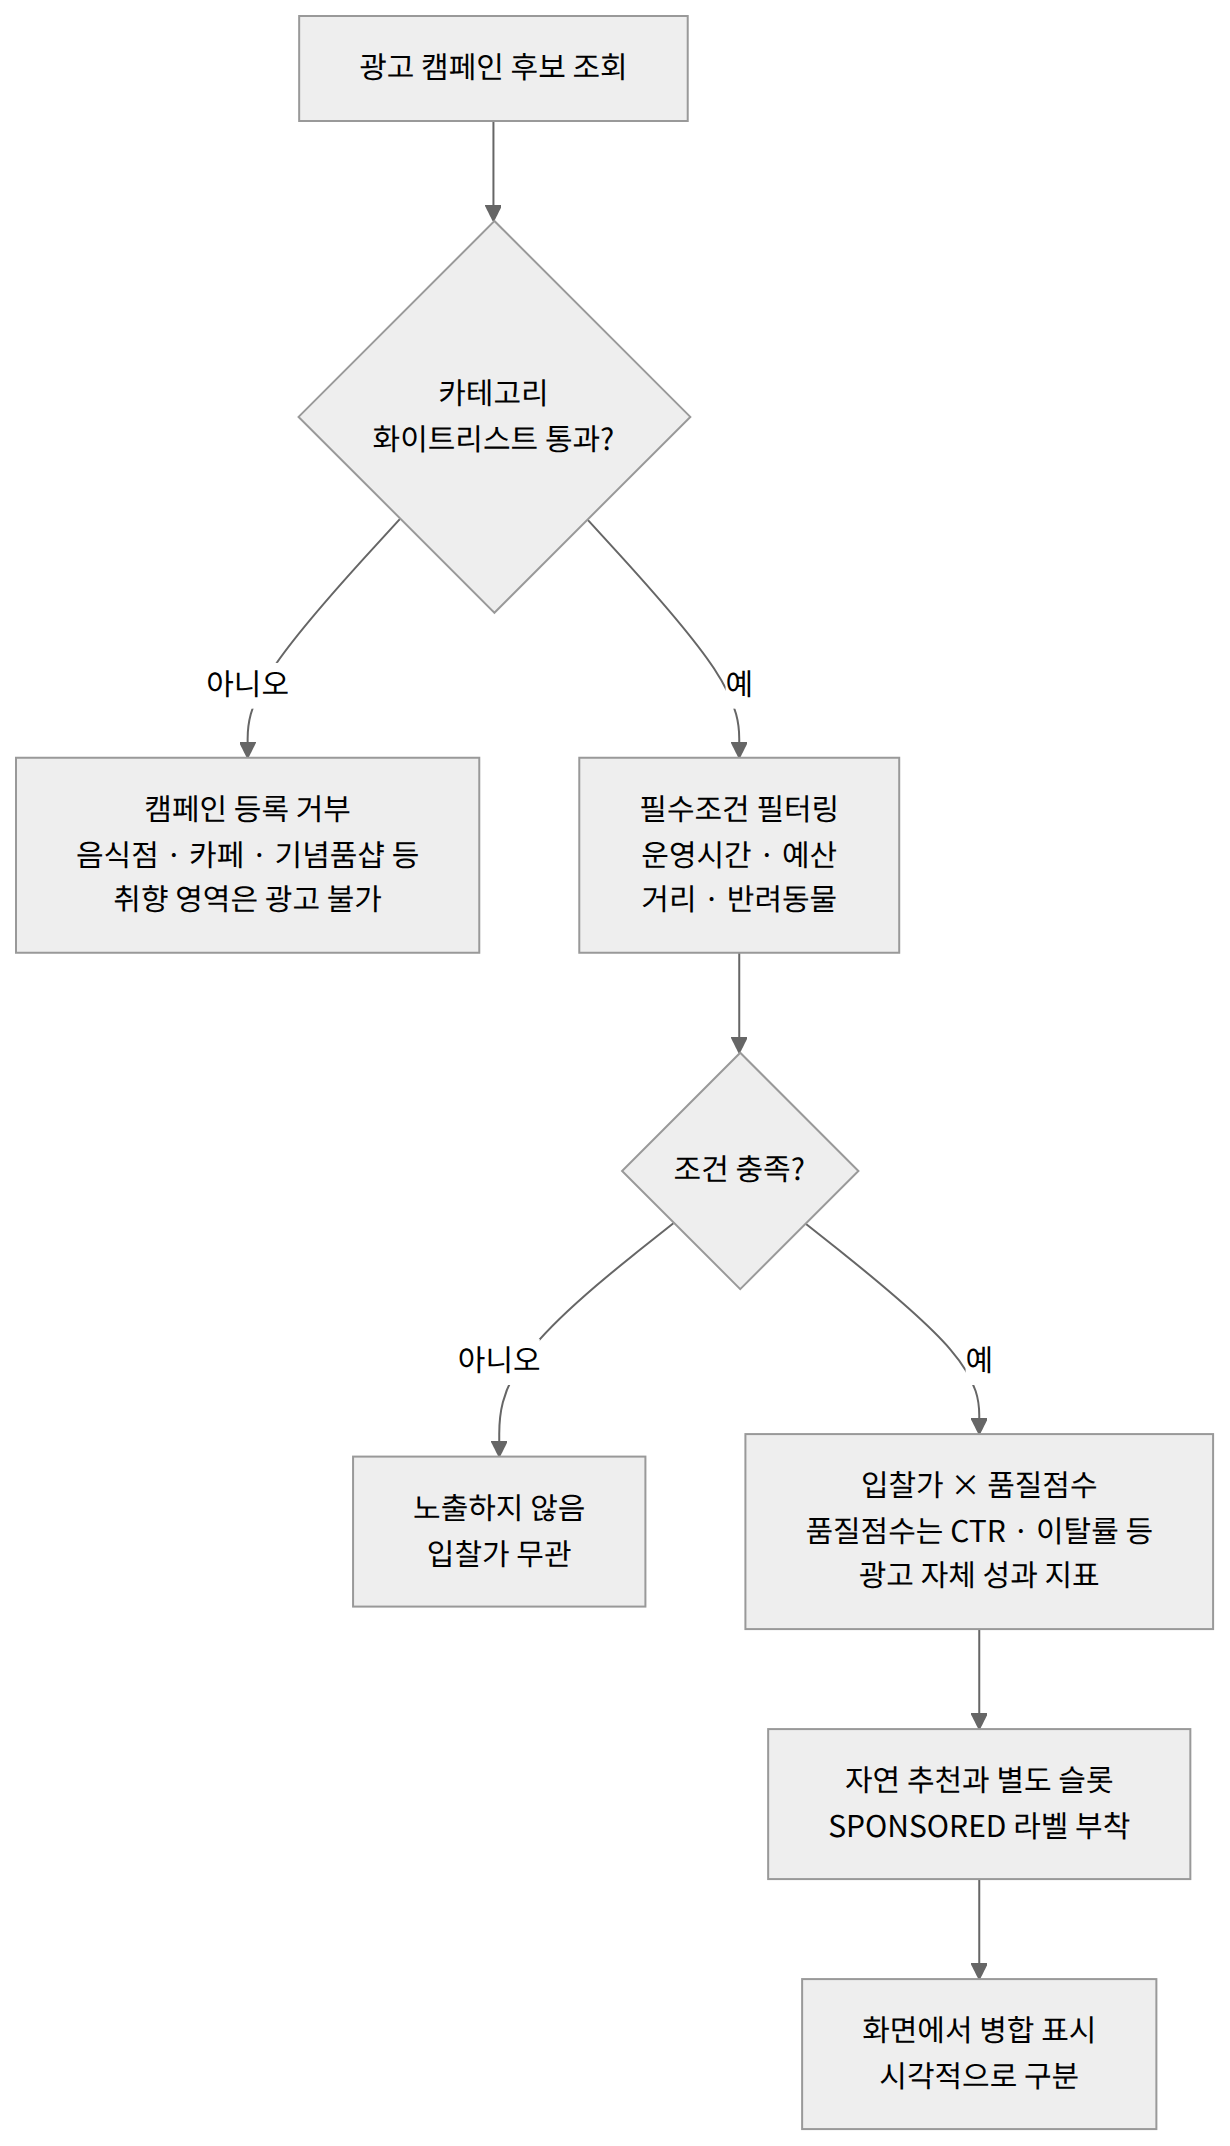 광고 캠페인 후보 조회
카테고리
화이트리스트 통과?
아니오
예
캠페인 등록 거부
음식점 · 카페 · 기념품샵 등
취향 영역은 광고 불가
필수조건 필터링
운영시간 · 예산
거리 · 반려동물
조건 충족?
아니오
예
노출하지 않음
입찰가 무관
입찰가 × 품질점수
품질점수는 CTR · 이탈률 등
광고 자체 성과 지표
자연 추천과 별도 슬롯
SPONSORED 라벨 부착
화면에서 병합 표시
시각적으로 구분